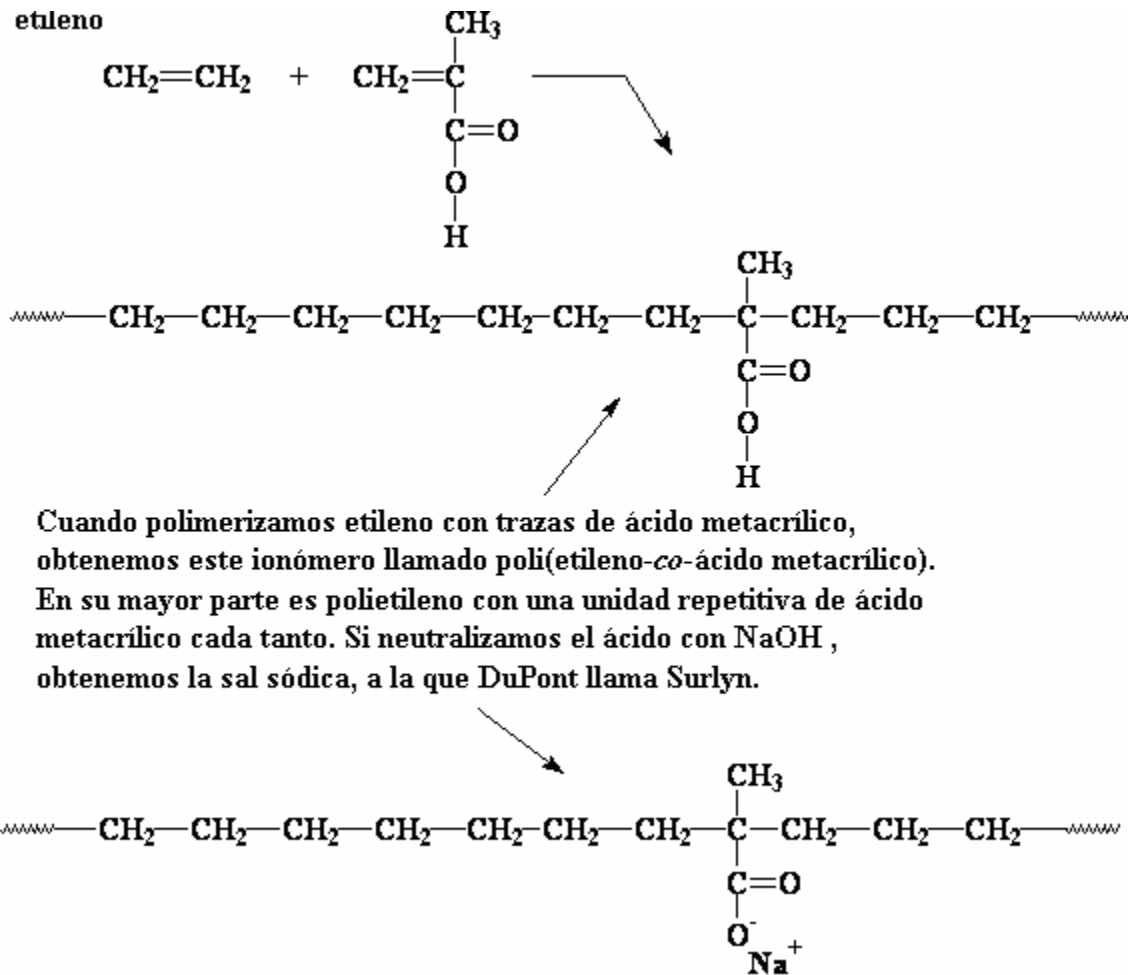 etileno
CH₃
CH₂=CH₂ + CH₂=C
C=O
O
H
CH₃
CH₂—CH₂—CH₂—CH₂—CH₂—CH₂—CH₂—C—CH₂—CH₂—CH₂
C=O
O
H
Cuando polimerizamos etileno con trazas de ácido metacrílico,
obtenemos este ionómero llamado poli(etileno-co-ácido metacrílico).
En su mayor parte es polietileno con una unidad repetitiva de ácido
metacrílico cada tanto. Si neutralizamos el ácido con NaOH ,
obtenemos la sal sódica, a la que DuPont llama Surlyn.
CH₃
CH₂—CH₂—CH₂—CH₂—CH₂—CH₂—CH₂—C—CH₂—CH₂—CH₂
C=O
O⁻
Na⁺